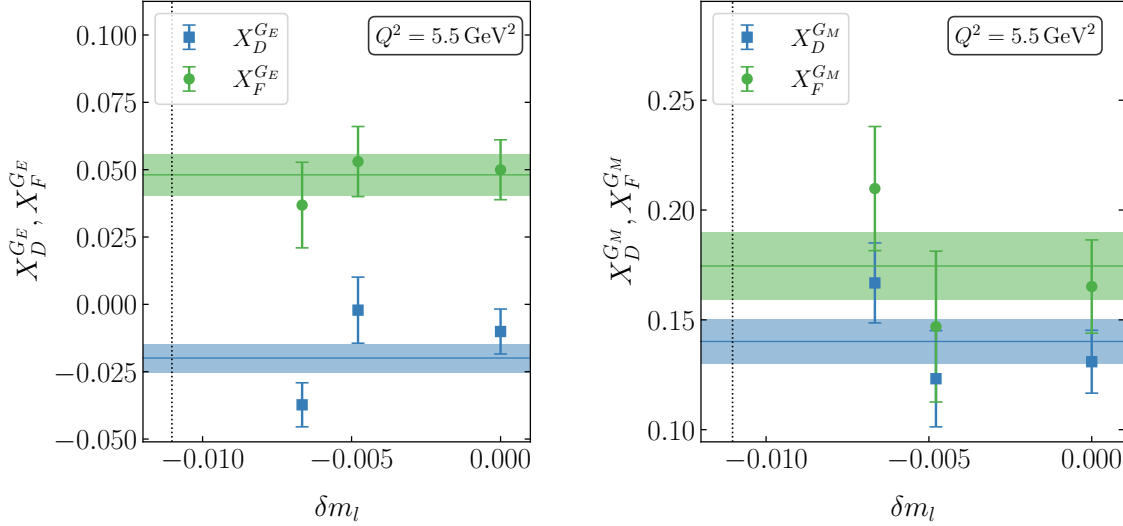 X_D^{G_E}
X_F^{G_E}
Q^2 = 5.5 GeV^2
0.100
0.075
0.050
0.025
0.000
−0.025
−0.050
X_D^{G_E}, X_F^{G_E}
−0.010
−0.005
0.000
δm_l
X_D^{G_M}
X_F^{G_M}
Q^2 = 5.5 GeV^2
0.25
0.20
0.15
0.10
X_D^{G_M}, X_F^{G_M}
−0.010
−0.005
0.000
δm_l